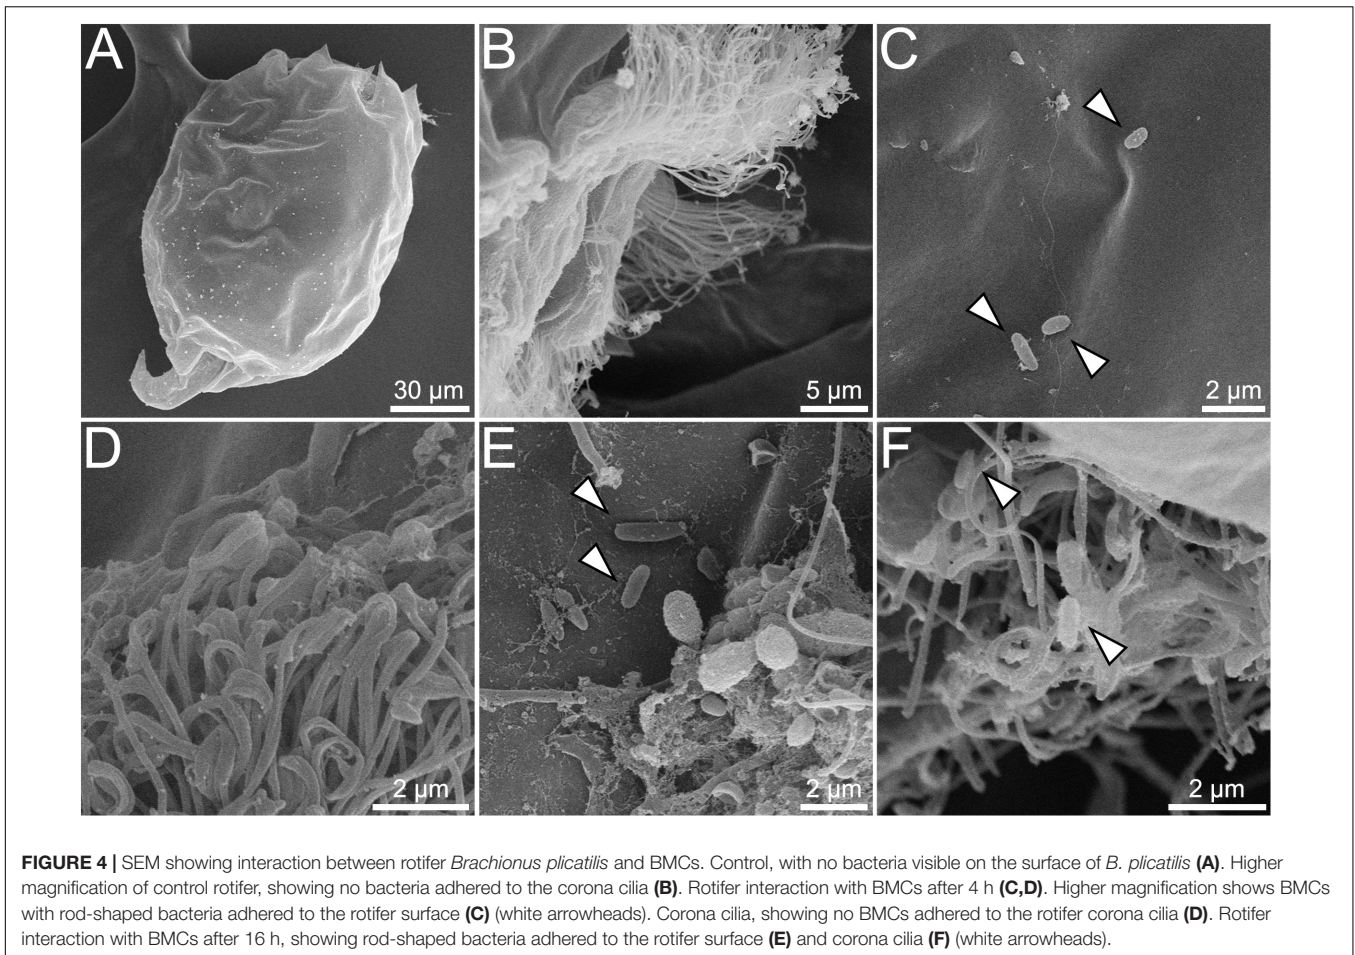 A
B
C
30 µm
5 µm
2 µm
D
E
F
2 µm
2 µm
2 µm
FIGURE 4 | SEM showing interaction between rotifer Brachionus plicatilis and BMCs. Control, with no bacteria visible on the surface of B. plicatilis (A). Higher
magnification of control rotifer, showing no bacteria adhered to the corona cilia (B). Rotifer interaction with BMCs after 4 h (C,D). Higher magnification shows BMCs
with rod-shaped bacteria adhered to the rotifer surface (C) (white arrowheads). Corona cilia, showing no BMCs adhered to the rotifer corona cilia (D). Rotifer
interaction with BMCs after 16 h, showing rod-shaped bacteria adhered to the rotifer surface (E) and corona cilia (F) (white arrowheads).